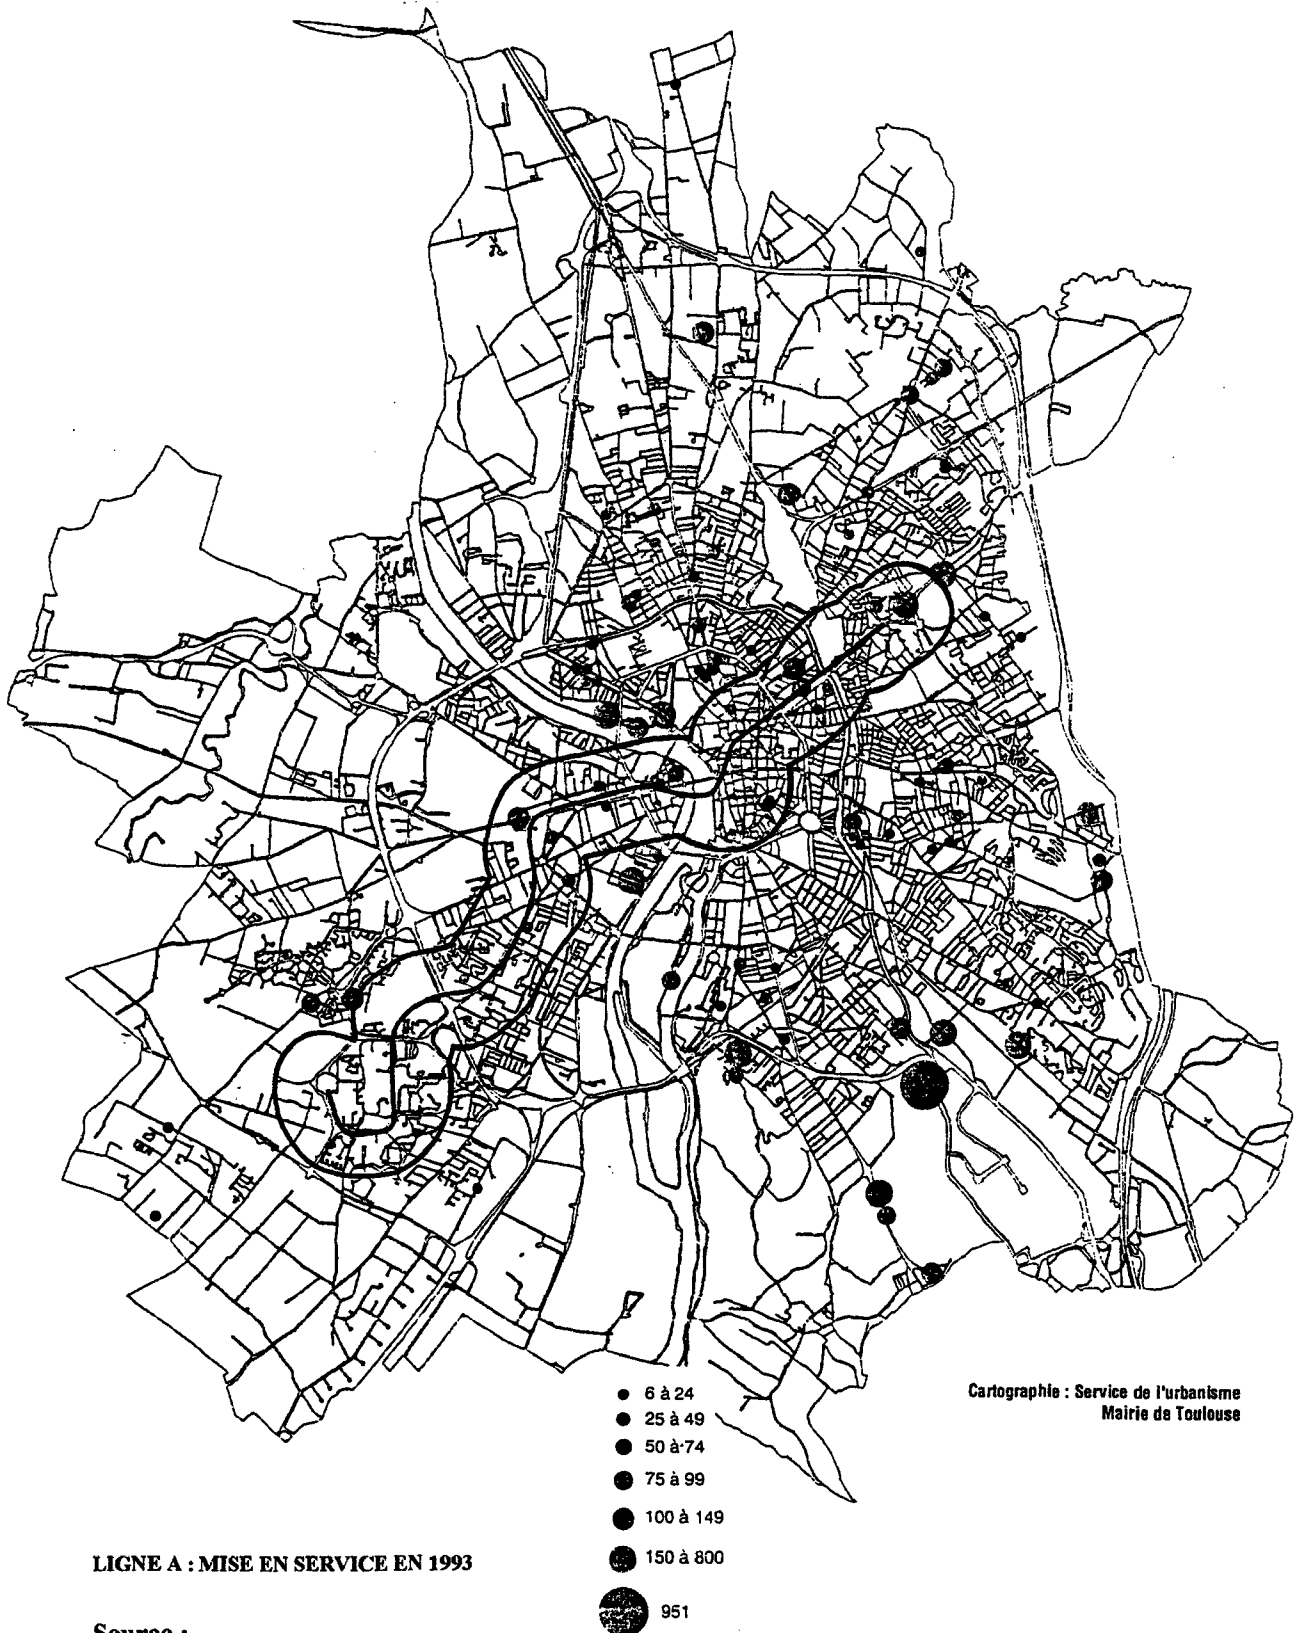 6 à 24
25 à 49
50 à 74
75 à 99
100 à 149
150 à 800
951
Cartographie : Service de l'urbanisme
Mairie de Toulouse
LIGNE A : MISE EN SERVICE EN 1993
Source :